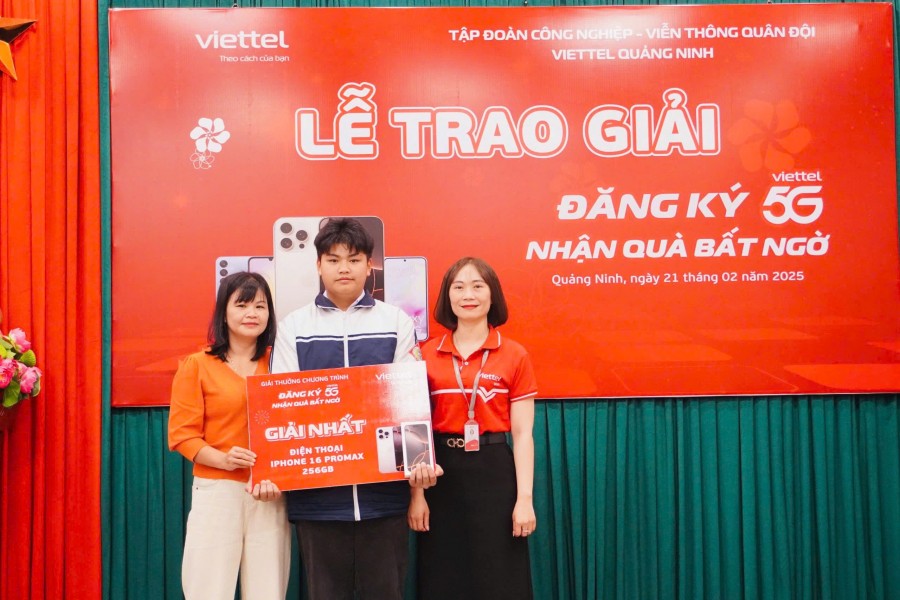 viettel
Theo cách của bạn
TẬP ĐOÀN CÔNG NGHIỆP - VIỄN THÔNG QUÂN ĐỘI
VIETTEL QUẢNG NINH
LỄ TRAO GIẢI
viettel
ĐĂNG KÝ 5G
NHẬN QUÀ BẤT NGỜ
Quảng Ninh, ngày 21 tháng 02 năm 2025
GIẢI THƯỞNG CHƯƠNG TRÌNH
viettel
ĐĂNG KÝ 5G
NHẬN QUÀ BẤT NGỜ
GIẢI NHẤT
ĐIỆN THOẠI
IPHONE 16 PROMAX
256GB
viettel